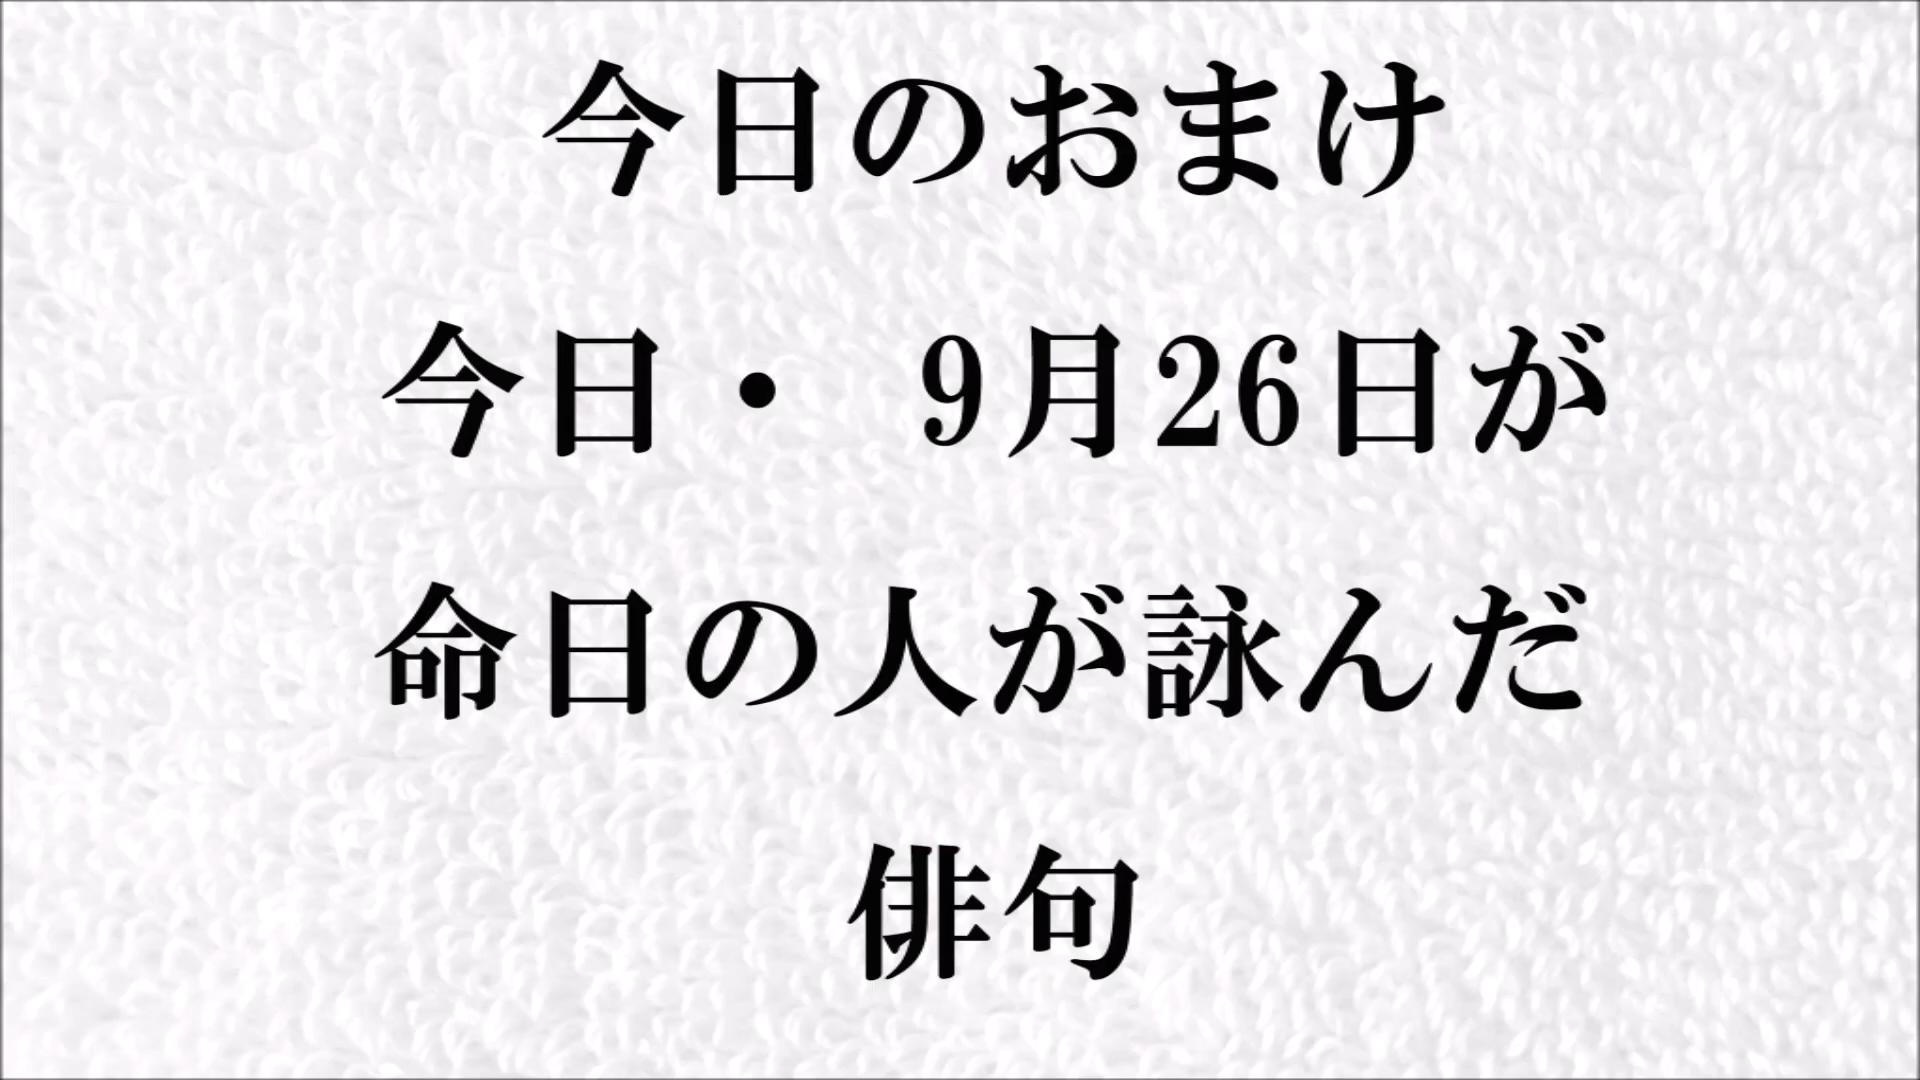 今日のおまけ
今日・ 9月26日が
命日の人が詠んだ
俳句